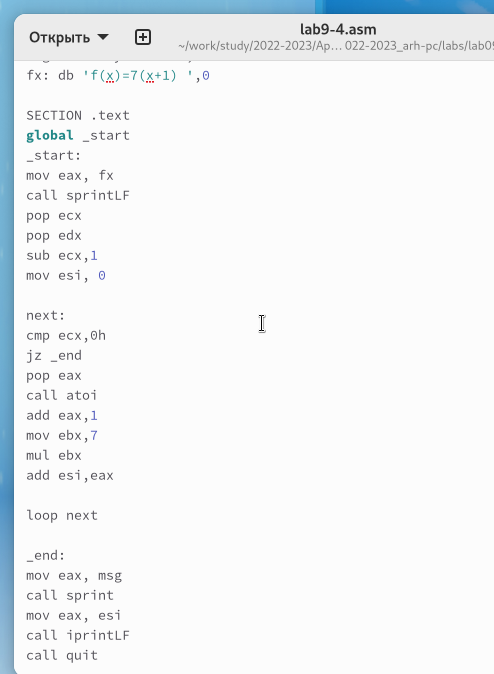 lab9-4.asm
Открыть
~/work/study/2022-2023/Ap... 022-2023_arh-pc/labs/lab09
fx: db 'f(x)=7(x+1) ',0
SECTION .text
global _start
_start:
mov eax, fx
call sprintLF
pop ecx
pop edx
sub ecx,1
mov esi, 0
next:
cmp ecx,0h
jz _end
pop eax
call atoi
add eax,1
mov ebx,7
mul ebx
add esi,eax
loop next
_end:
mov eax, msg
call sprint
mov eax, esi
call iprintLF
call quit